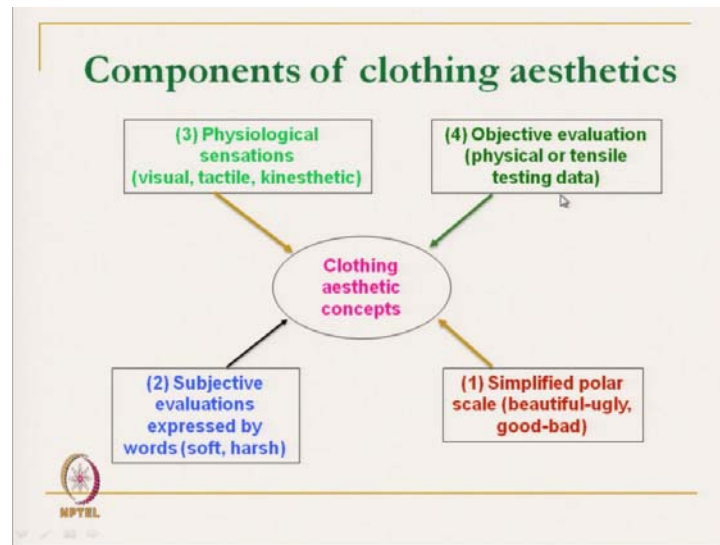 Components of clothing aesthetics
(3) Physiological
sensations
(visual, tactile, kinesthetic)
(4) Objective evaluation
(physical or tensile
testing data)
Clothing
aesthetic
concepts
(2) Subjective
evaluations
expressed by
words (soft, harsh)
(1) Simplified polar
scale (beautiful-ugly,
good-bad)
NPTEL